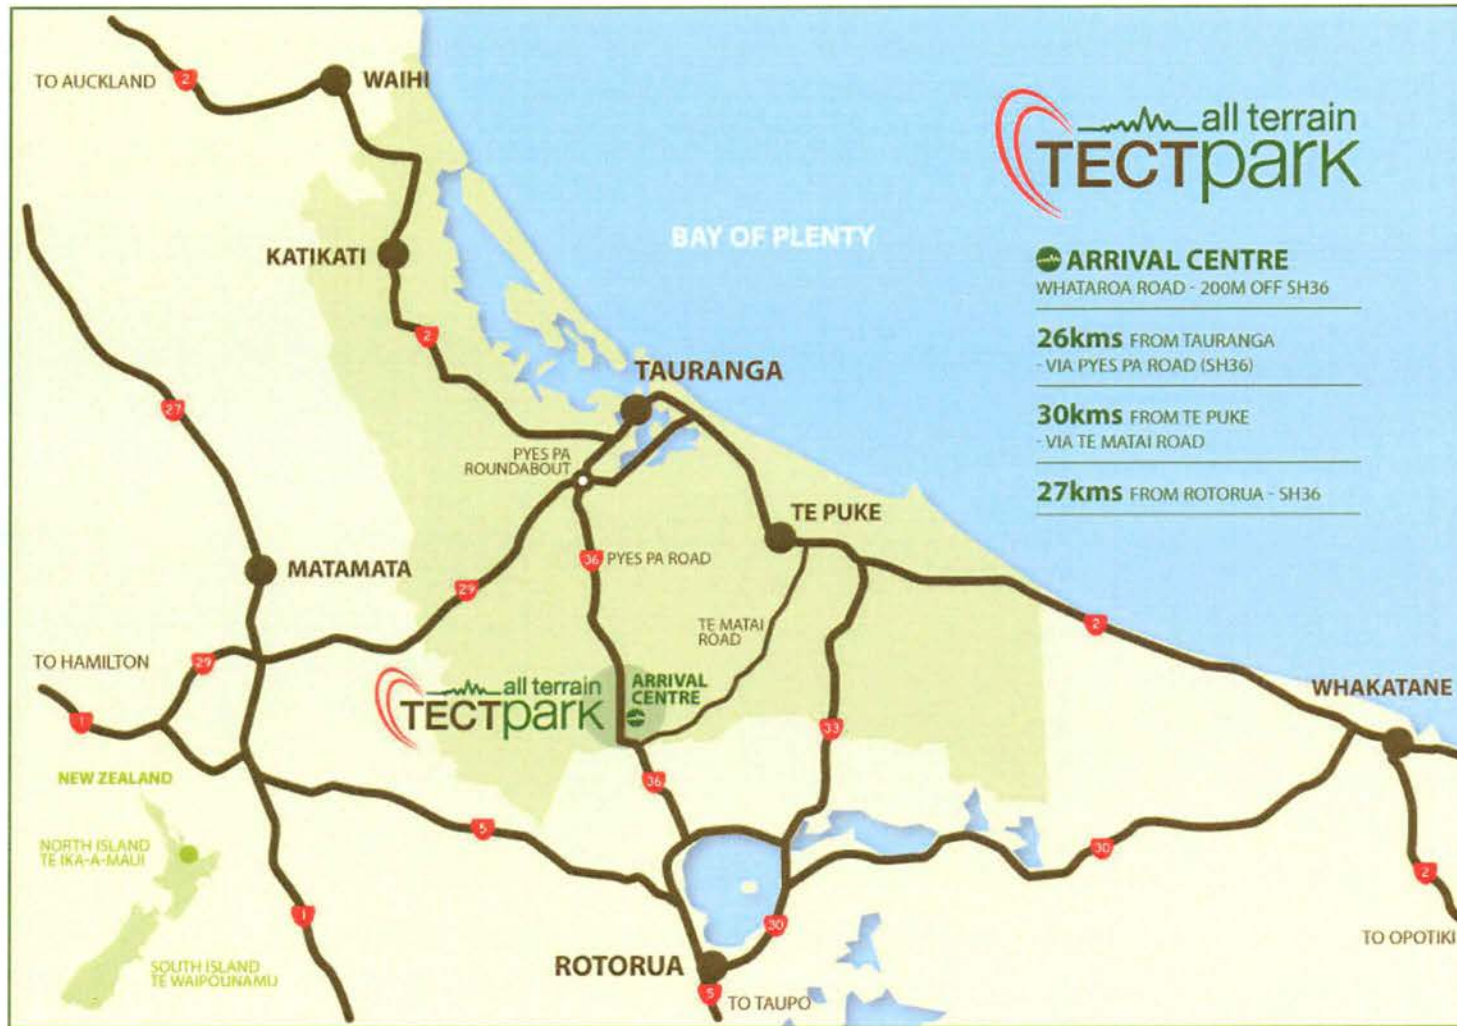 TO AUCKLAND
2
WAIHI
all terrain
TECTpark
BAY OF PLENTY
KATIKATI
ARRIVAL CENTRE
WHATAROA ROAD - 200M OFF SH36
26kms FROM TAURANGA
- VIA PYES PA ROAD (SH36)
30kms FROM TE PUKE
- VIA TE MATAI ROAD
27kms FROM ROTORUA - SH36
2
TAURANGA
27
PYES PA
ROUNDABOUT
TE PUKE
MATAMATA
36
PYES PA ROAD
29
TE MATAI
ROAD
2
TO HAMILTON
29
1
all terrain
TECTpark
ARRIVAL
CENTRE
WHAKATANE
33
NEW ZEALAND
36
NORTH ISLAND
TE IKA-A-MAUI
5
30
2
1
30
SOUTH ISLAND
TE WAIPOUNAMU
ROTORUA
5
TO TAUPO
TO OPOTIKI